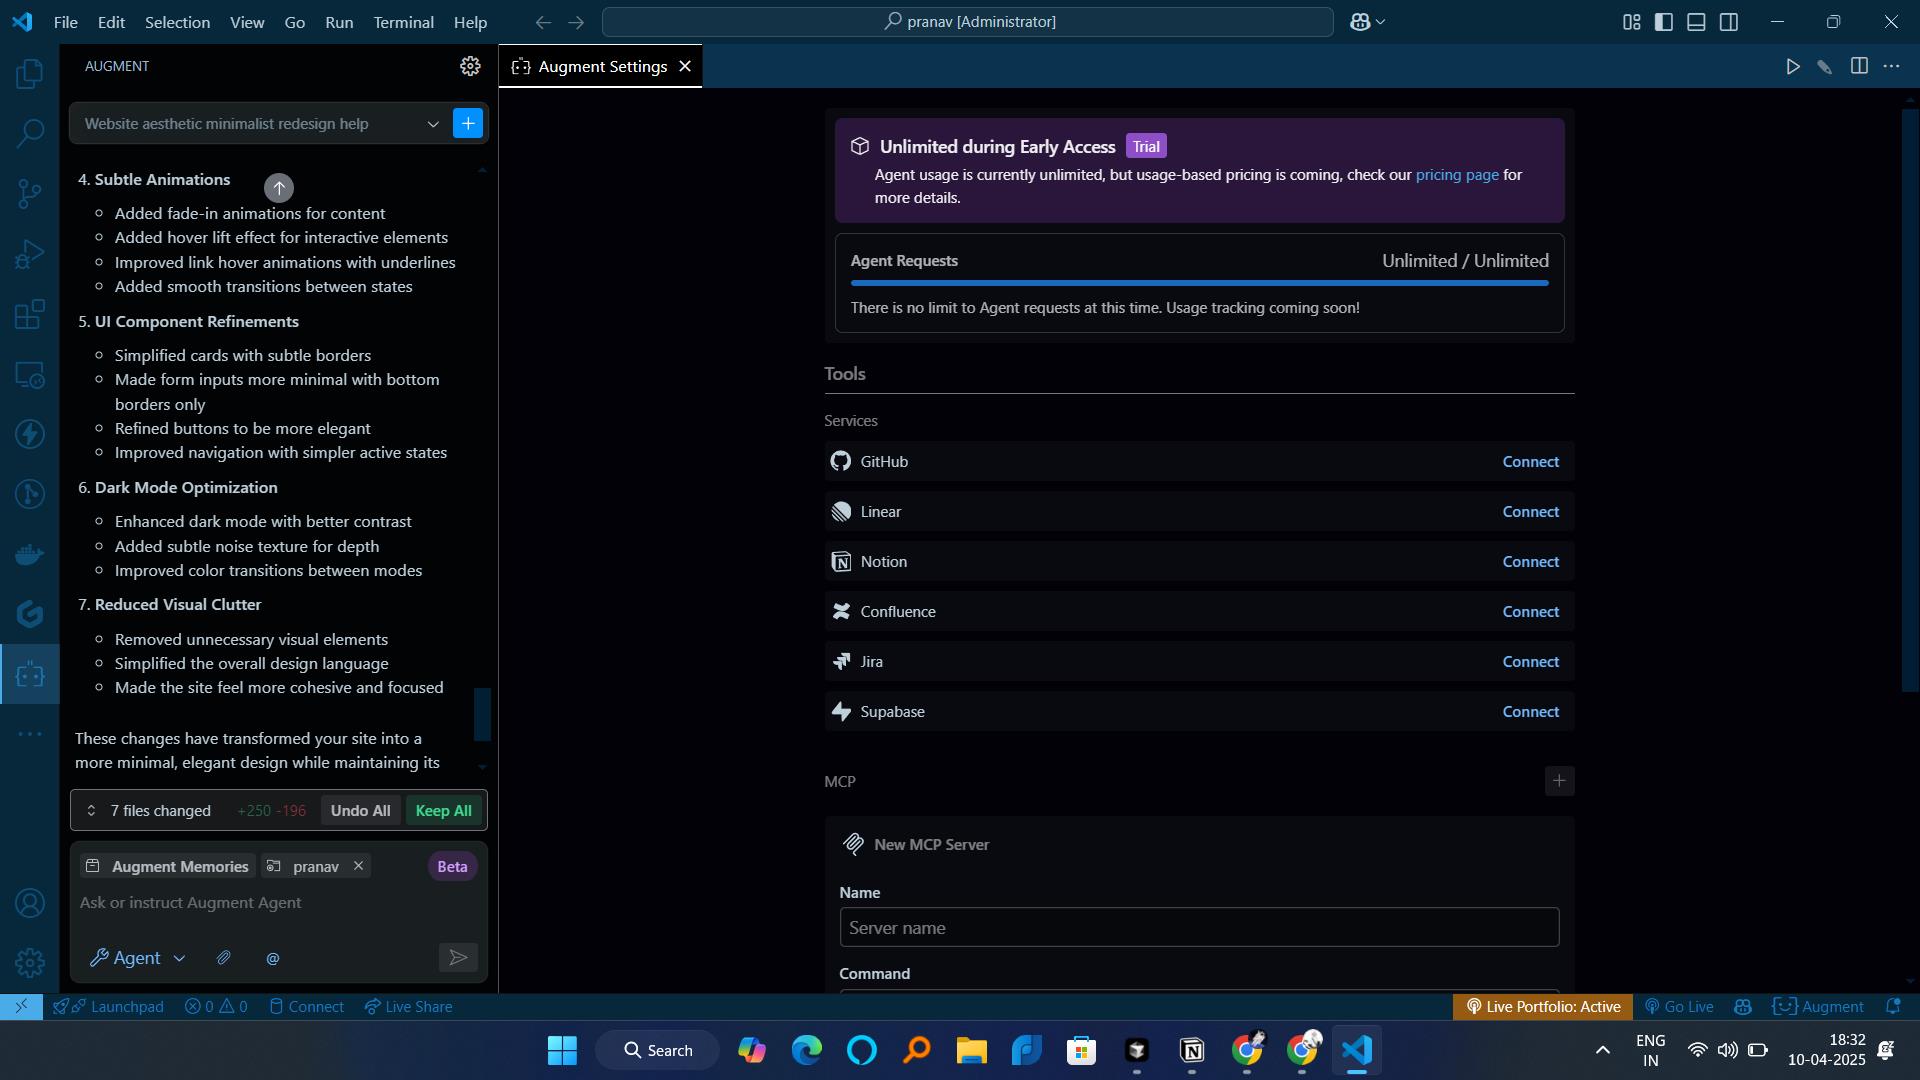 File Edit Selection View Go Run Terminal Help
pranav [Administrator]
AUGMENT
Website aesthetic minimalist redesign help
4. Subtle Animations
Added fade-in animations for content
Added hover lift effect for interactive elements
Improved link hover animations with underlines
Added smooth transitions between states
5. UI Component Refinements
Simplified cards with subtle borders
Made form inputs more minimal with bottom
borders only
Refined buttons to be more elegant
Improved navigation with simpler active states
6. Dark Mode Optimization
Enhanced dark mode with better contrast
Added subtle noise texture for depth
Improved color transitions between modes
7. Reduced Visual Clutter
Removed unnecessary visual elements
Simplified the overall design language
Made the site feel more cohesive and focused
These changes have transformed your site into a
more minimal, elegant design while maintaining its
7 files changed +250 -196 Undo All Keep All
Augment Memories pranav Beta
Ask or instruct Augment Agent
Agent @
Augment Settings
Unlimited during Early Access Trial
Agent usage is currently unlimited, but usage-based pricing is coming, check our pricing page for
more details.
Agent Requests Unlimited / Unlimited
There is no limit to Agent requests at this time. Usage tracking coming soon!
Tools
Services
GitHub Connect
Linear Connect
Notion Connect
Confluence Connect
Jira Connect
Supabase Connect
MCP
New MCP Server
Name
Server name
Command
Launchpad 0 0 Connect Live Share
Live Portfolio: Active Go Live Augment
Search
ENG
IN
18:32
10-04-2025